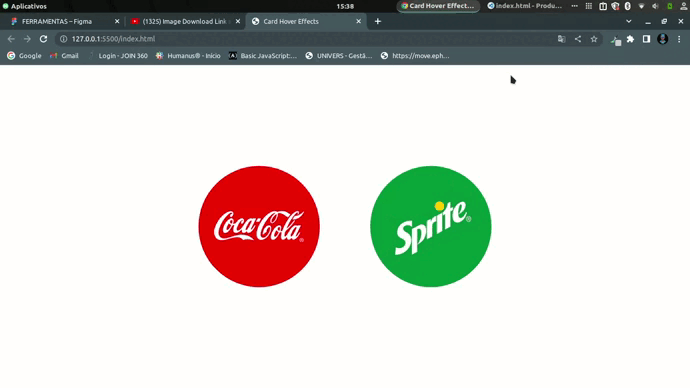 Aplicativos 15:38 Card Hover Effect... index.html - Produ...
FERRAMENTAS – Figma (1325) Image Download Link Card Hover Effects
127.0.0.1:5500/index.html
Google Gmail Login - JOIN 360 Humanus® - Início Basic JavaScript:... UNIVERS - Gestã... https://move.eph...
Coca-Cola®
Sprite®